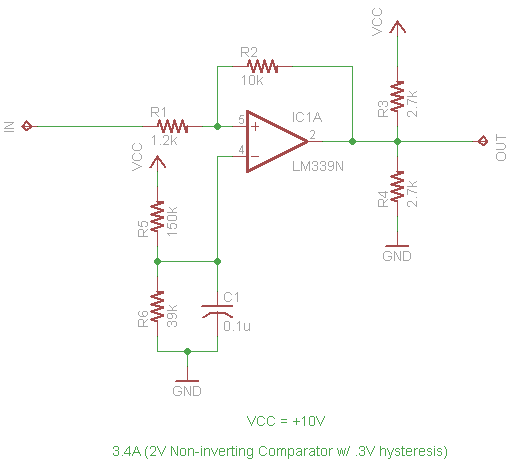 VCC
R2
10k
R3
2.7k
R1
1.2k
5
+
4
−
IC1A
2
LM339N
IN
OUT
VCC
R5
150k
R4
2.7k
GND
R6
39k
C1
0.1u
GND
VCC = +10V
3.4A (2V Non-inverting Comparator w/ .3V hysteresis)